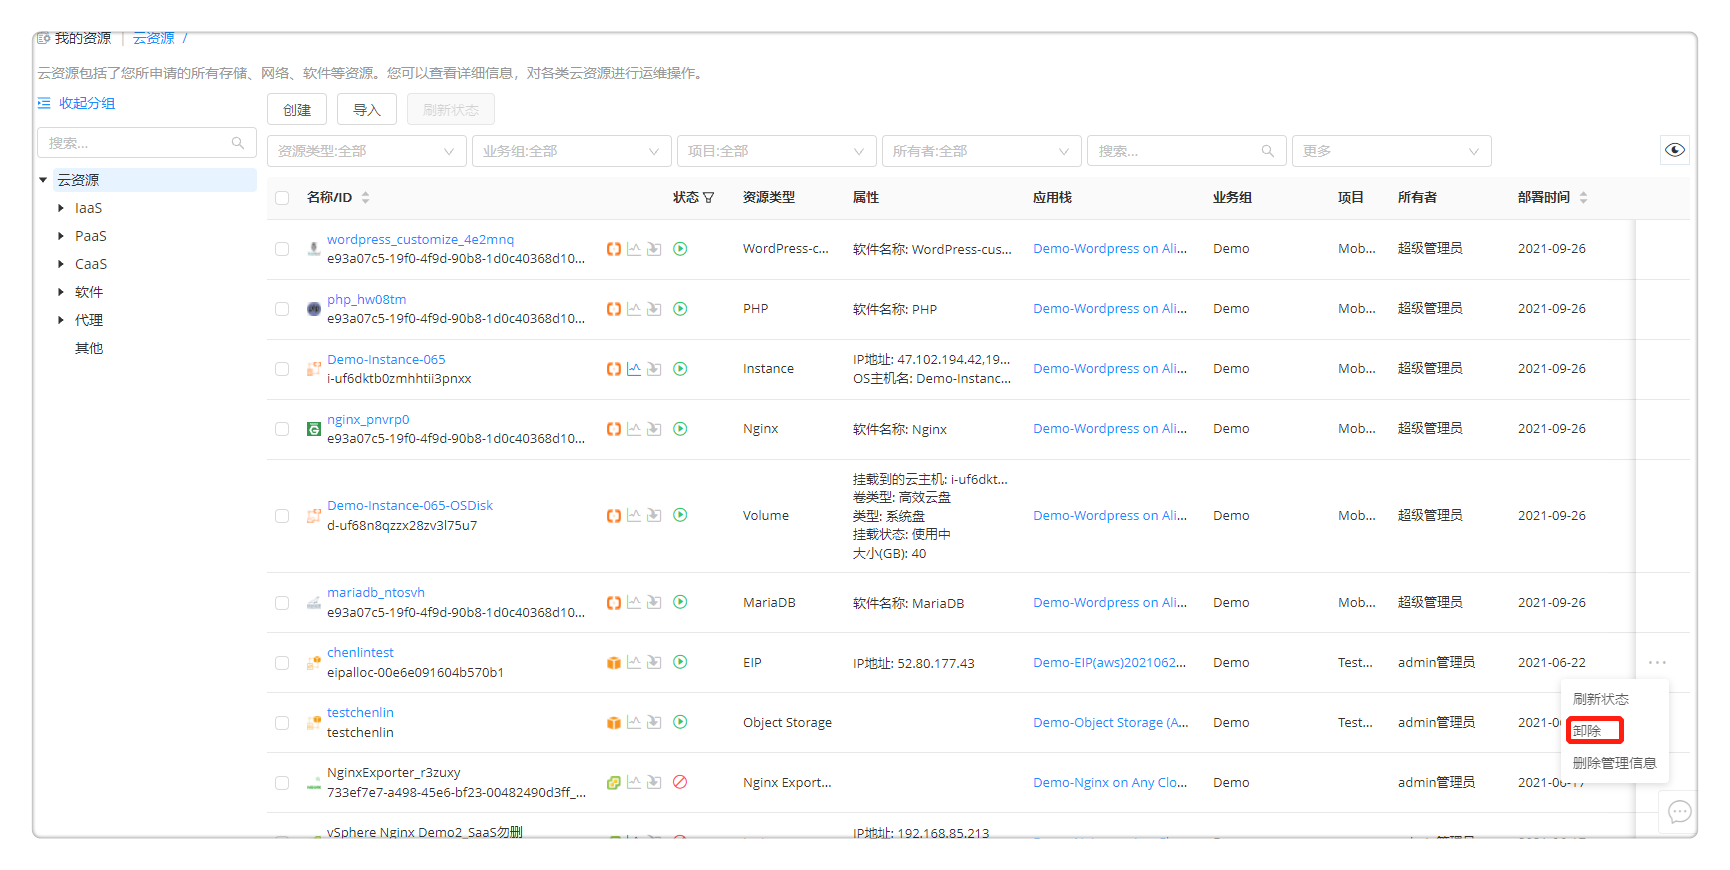 我的资源 云资源 /
云资源包括了您所申请的所有存储、网络、软件等资源。您可以查看详细信息，对各类云资源进行运维操作。
收起分组
创建 导入 刷新状态
搜索...
资源类型:全部 业务组:全部 项目:全部 所有者:全部 搜索... 更多
云资源
IaaS
PaaS
CaaS
软件
代理
其他
名称/ID 状态 资源类型 属性 应用栈 业务组 项目 所有者 部署时间
wordpress_customize_4e2mnq
e93a07c5-19f0-4f9d-90b8-1d0c40368d10...
WordPress-c... 软件名称: WordPress-cus... Demo-Wordpress on Ali... Demo Mob... 超级管理员 2021-09-26
php_hw08tm
e93a07c5-19f0-4f9d-90b8-1d0c40368d10...
PHP 软件名称: PHP Demo-Wordpress on Ali... Demo Mob... 超级管理员 2021-09-26
Demo-Instance-065
i-uf6dktb0zmhhtii3pnxx
Instance
IP地址: 47.102.194.42,19...
OS主机名: Demo-Instanc...
Demo-Wordpress on Ali... Demo Mob... 超级管理员 2021-09-26
nginx_pnvrp0
e93a07c5-19f0-4f9d-90b8-1d0c40368d10...
Nginx 软件名称: Nginx Demo-Wordpress on Ali... Demo Mob... 超级管理员 2021-09-26
Demo-Instance-065-OSDisk
d-uf68n8qzzx28zv3l75u7
Volume
挂载到的云主机: i-uf6dkt...
卷类型: 高效云盘
类型: 系统盘
挂载状态: 使用中
大小(GB): 40
Demo-Wordpress on Ali... Demo Mob... 超级管理员 2021-09-26
mariadb_ntosvh
e93a07c5-19f0-4f9d-90b8-1d0c40368d10...
MariaDB 软件名称: MariaDB Demo-Wordpress on Ali... Demo Mob... 超级管理员 2021-09-26
chenlintest
eipalloc-00e6e091604b570b1
EIP IP地址: 52.80.177.43 Demo-EIP(aws)2021062... Demo Test... admin管理员 2021-06-22
testchenlin
testchenlin
Object Storage Demo-Object Storage (A... Demo Test... admin管理员
刷新状态
卸除
删除管理信息
NginxExporter_r3zuxy
733ef7e7-a498-45e6-bf23-00482490d3ff_...
Nginx Export... Demo-Nginx on Any Clo... Demo admin管理员 2021-06-17
vSphere Nginx Demo2_SaaS勿删
IP地址: 192.168.85.213